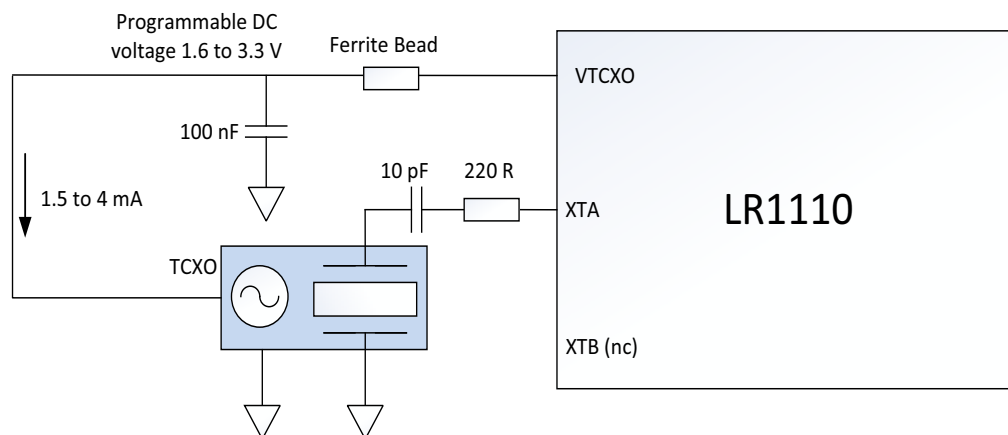 Programmable DC
voltage 1.6 to 3.3 V
Ferrite Bead
VTCXO
100 nF
10 pF
220 R
1.5 to 4 mA
XTA
LR1110
TCXO
XTB (nc)